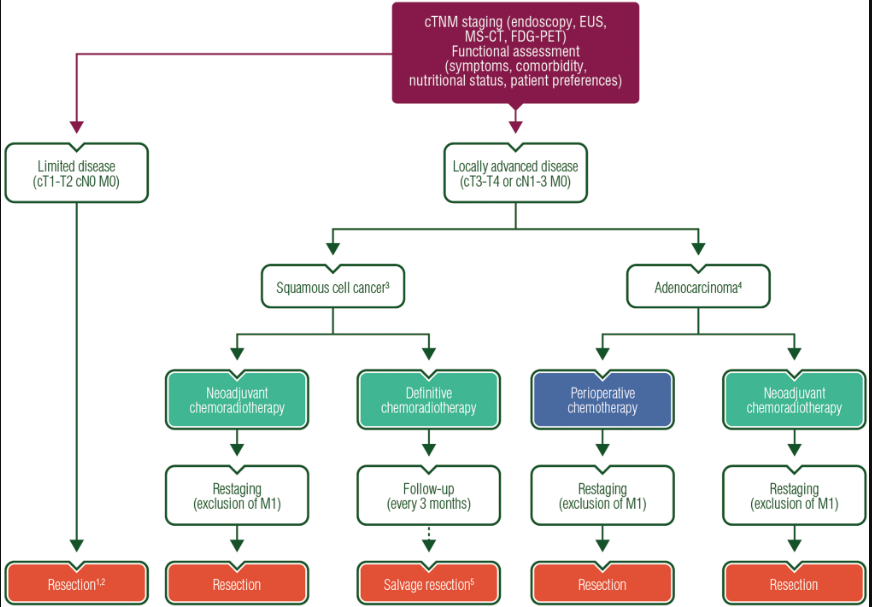 cTNM staging (endoscopy, EUS,
MS-CT, FDG-PET)
Functional assessment
(symptoms, comorbidity,
nutritional status, patient preferences)
Limited disease
(cT1-T2 cN0 M0)
Locally advanced disease
(cT3-T4 or cN1-3 M0)
Squamous cell cancer³
Adenocarcinoma⁴
Neoadjuvant
chemoradiotherapy
Definitive
chemoradiotherapy
Perioperative
chemotherapy
Neoadjuvant
chemoradiotherapy
Restaging
(exclusion of M1)
Follow-up
(every 3 months)
Restaging
(exclusion of M1)
Restaging
(exclusion of M1)
Resection¹,²
Resection
Salvage resection⁵
Resection
Resection